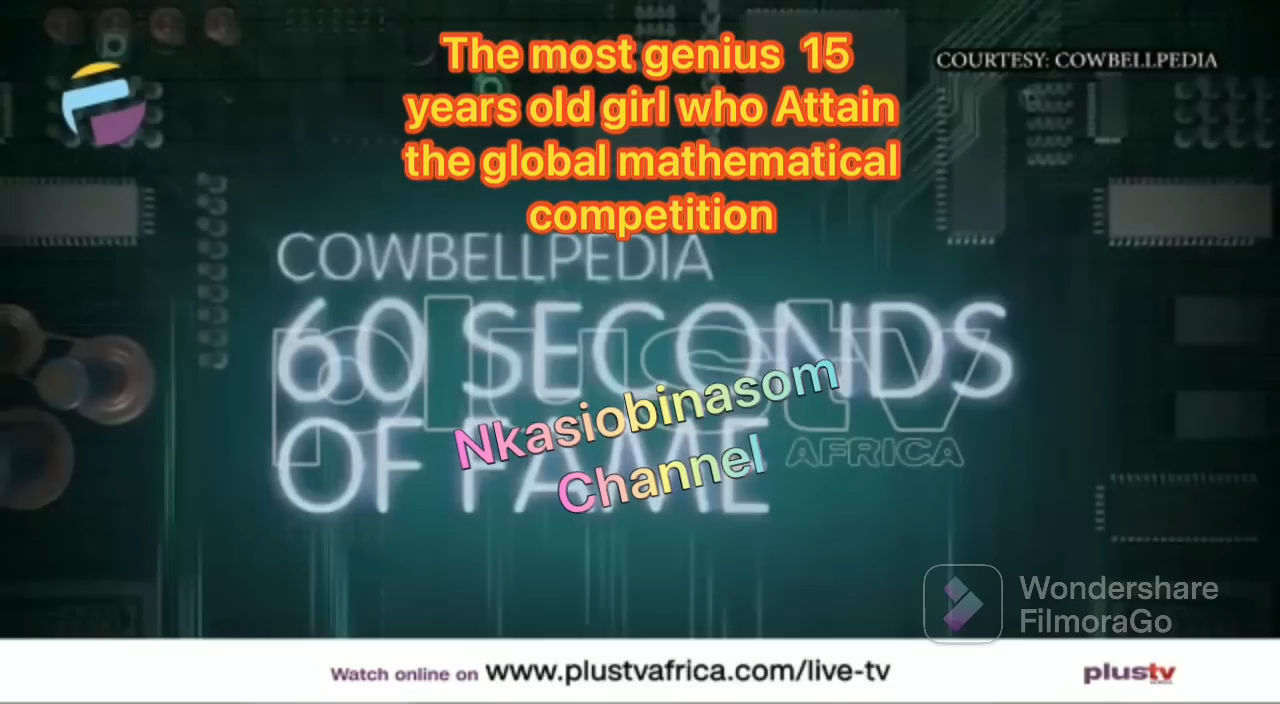 The most genius 15
years old girl who Attain
the global mathematical
competition
COURTESY: COWBELLPEDIA
COWBELLPEDIA
60 SECONDS
OF FAME
plustv
AFRICA
Nkasiobinasom
Channel
Wondershare
FilmoraGo
Watch online on www.plustvafrica.com/live-tv
plustv